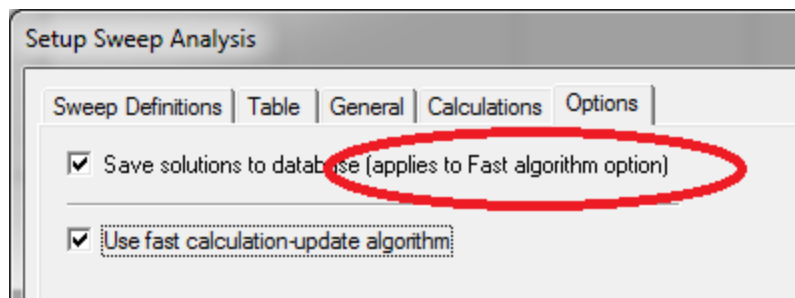 Setup Sweep Analysis
Sweep Definitions Table General Calculations Options
Save solutions to database (applies to Fast algorithm option)
Use fast calculation-update algorithm